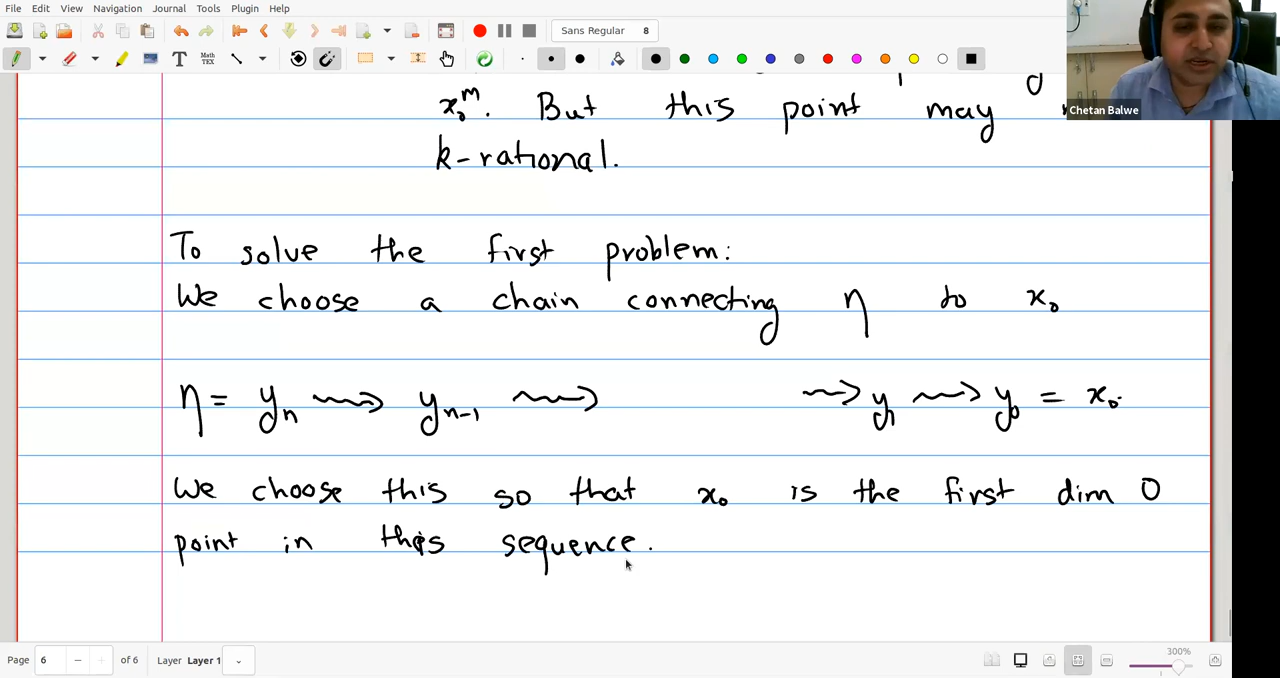 File Edit View Navigation Journal Tools Plugin Help
Sans Regular 8
Math TEX
Chetan Balwe
x₀ᵐ. But this point may
k-rational.
To solve the first problem:
We choose a chain connecting η to x₀
η = yₙ ⇝ yₙ₋₁ ⇝ ⇝ y₁ ⇝ y₀ = x₀.
We choose this so that x₀ is the first dim 0
point in this sequence.
Page 6 of 6 Layer Layer 1
300%